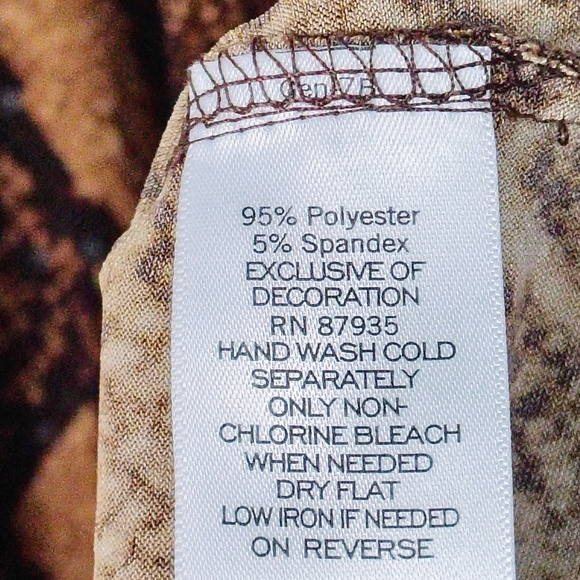 95% Polyester
5% Spandex
EXCLUSIVE OF
DECORATION
RN 87935
HAND WASH COLD
SEPARATELY
ONLY NON-
CHLORINE BLEACH
WHEN NEEDED
DRY FLAT
LOW IRON IF NEEDED
ON REVERSE